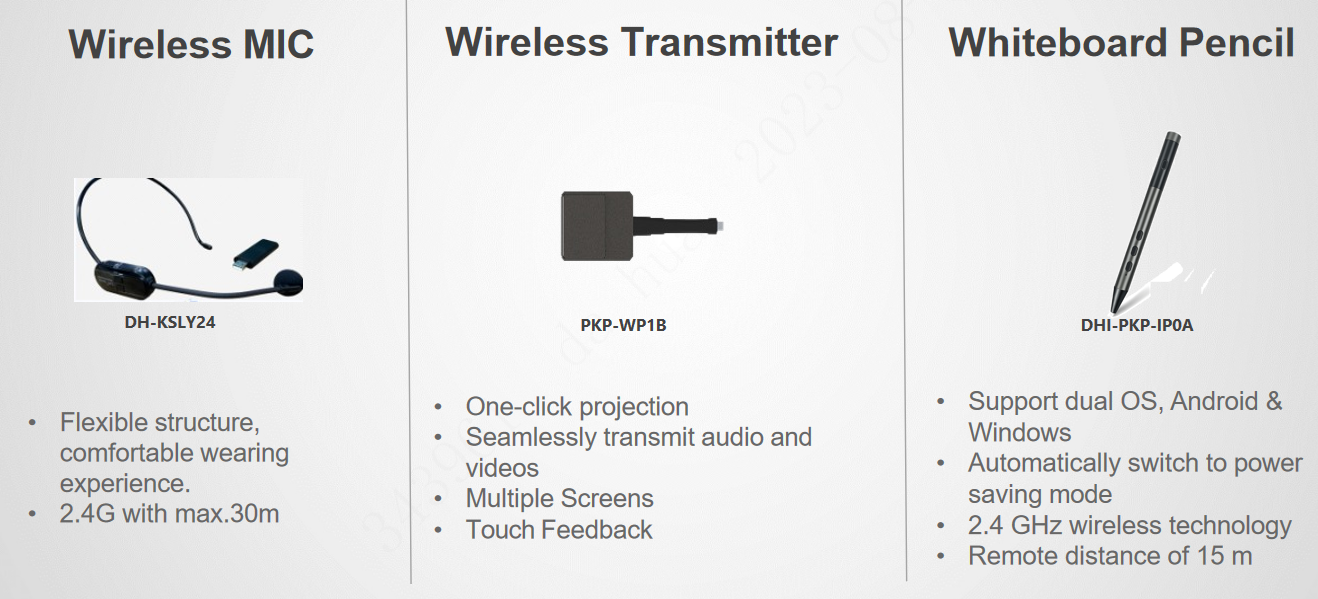 Wireless MIC
DH-KSLY24
• Flexible structure,
comfortable wearing
experience.
• 2.4G with max.30m
Wireless Transmitter
PKP-WP1B
• One-click projection
• Seamlessly transmit audio and
videos
• Multiple Screens
• Touch Feedback
Whiteboard Pencil
DHI-PKP-IP0A
• Support dual OS, Android &
Windows
• Automatically switch to power
saving mode
• 2.4 GHz wireless technology
• Remote distance of 15 m